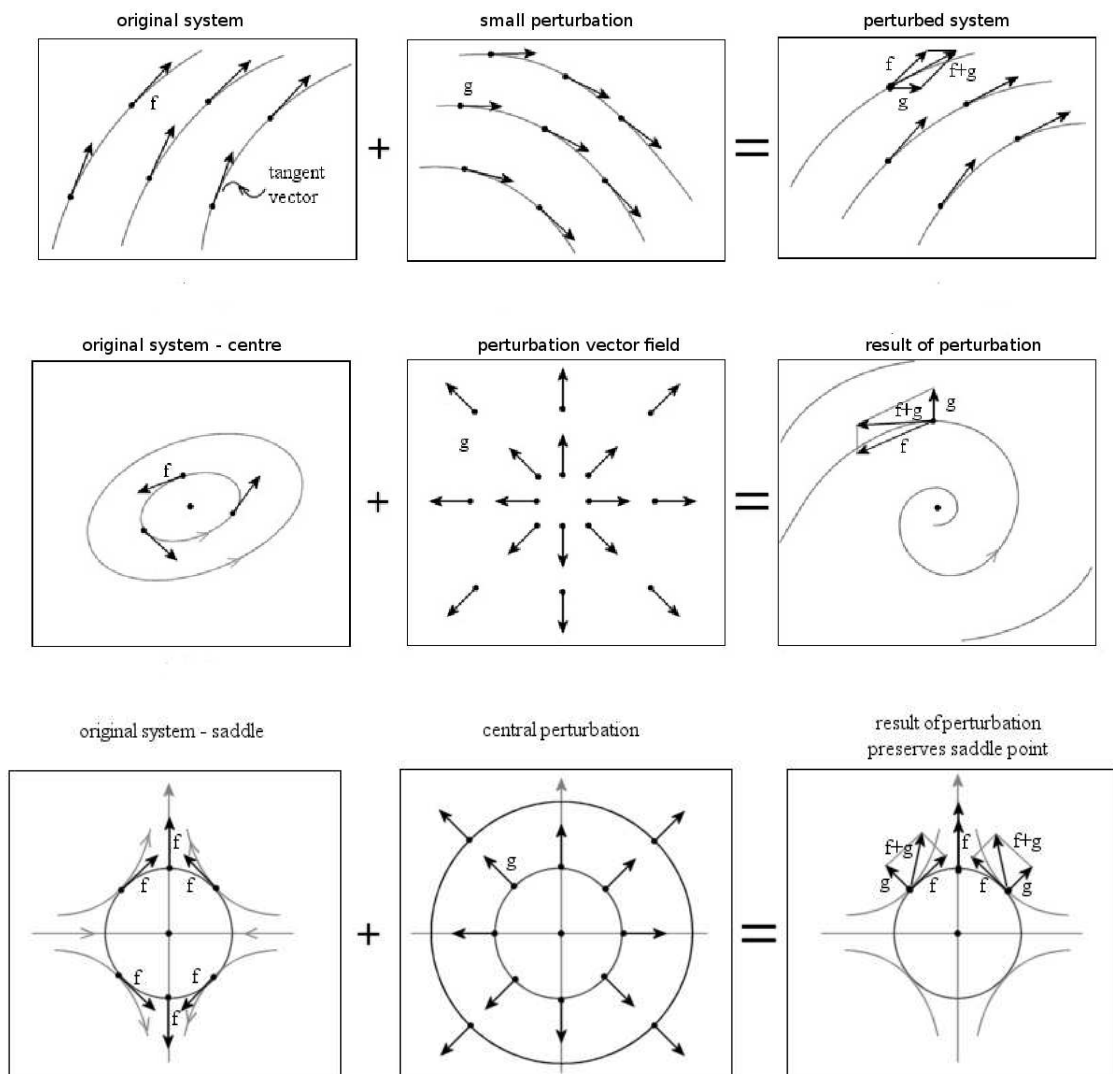 original system
small perturbation
perturbed system
f
tangent
vector
+
g
=
f
f+g
g
original system - centre
perturbation vector field
result of perturbation
f
+
g
=
f+g
g
f
original system - saddle
central perturbation
result of perturbation
preserves saddle point
f
f
f
f
f
f
+
g
=
f+g
g
f
f
f
f+g
g